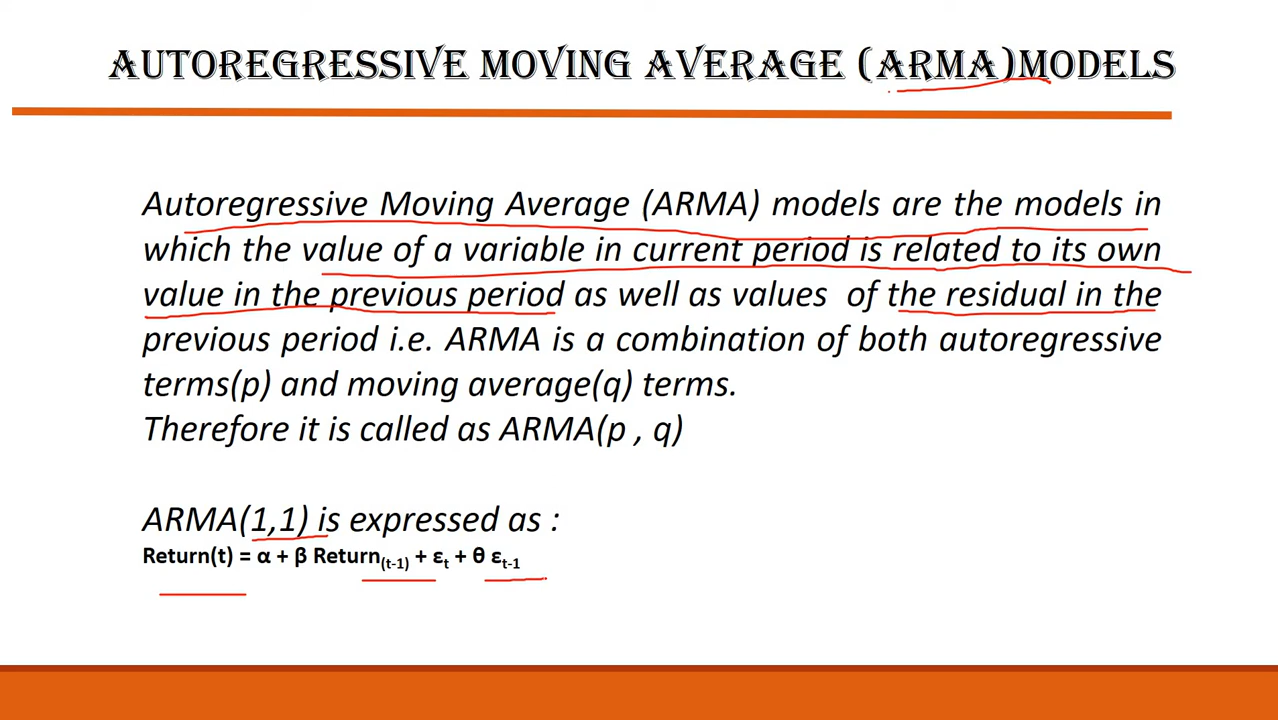 AUTOREGRESSIVE MOVING AVERAGE (ARMA)MODELS
Autoregressive Moving Average (ARMA) models are the models in
which the value of a variable in current period is related to its own
value in the previous period as well as values of the residual in the
previous period i.e. ARMA is a combination of both autoregressive
terms(p) and moving average(q) terms.
Therefore it is called as ARMA(p , q)
ARMA(1,1) is expressed as :
Return(t) = α + β Return(t-1) + εt + θ εt-1